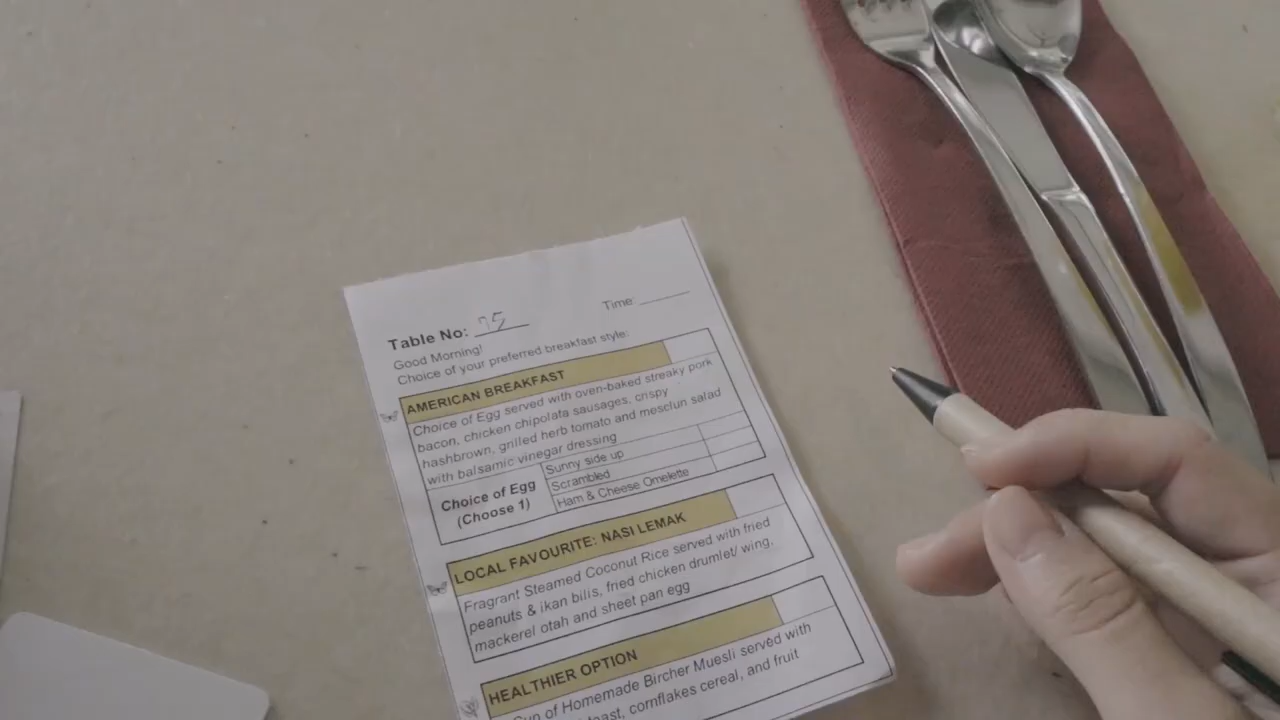 Time:
Table No: 75
Good Morning!
Choice of your preferred breakfast style:
AMERICAN BREAKFAST
Choice of Egg served with oven-baked streaky pork
bacon, chicken chipolata sausages, crispy
hashbrown, grilled herb tomato and mesclun salad
with balsamic vinegar dressing
Choice of Egg
(Choose 1)
Sunny side up
Scrambled
Ham & Cheese Omelette
LOCAL FAVOURITE: NASI LEMAK
Fragrant Steamed Coconut Rice served with fried
peanuts & ikan bilis, fried chicken drumlet/ wing,
mackerel otah and sheet pan egg
HEALTHIER OPTION
Cup of Homemade Bircher Muesli served with
toast, cornflakes cereal, and fruit